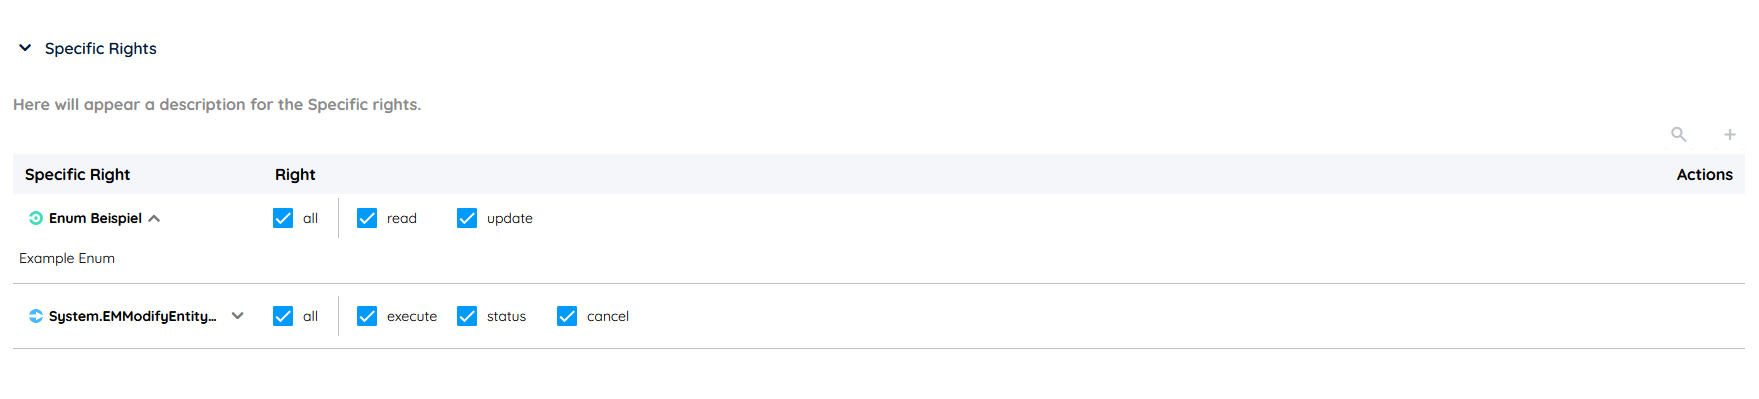 Specific Rights
Here will appear a description for the Specific rights.
Specific Right Right Actions
Enum Beispiel all read update
Example Enum
System.EMModifyEntity... all execute status cancel